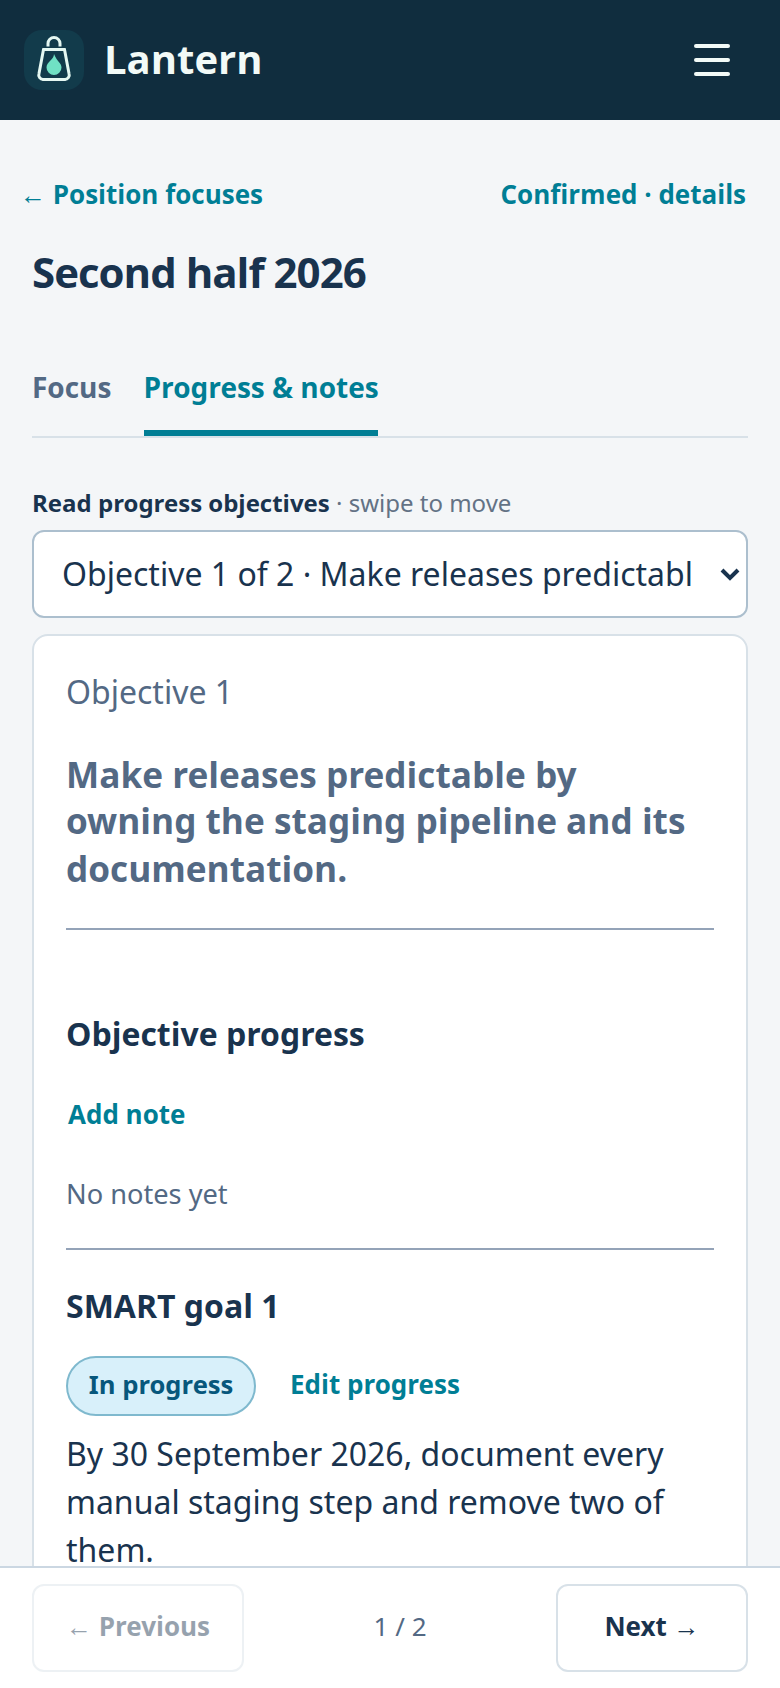 Lantern
← Position focuses
Confirmed · details
Second half 2026
Focus
Progress & notes
Read progress objectives · swipe to move
Objective 1 of 2 · Make releases predictabl
Objective 1
Make releases predictable by
owning the staging pipeline and its
documentation.
Objective progress
Add note
No notes yet
SMART goal 1
In progress
Edit progress
By 30 September 2026, document every
manual staging step and remove two of
them.
← Previous
1 / 2
Next →